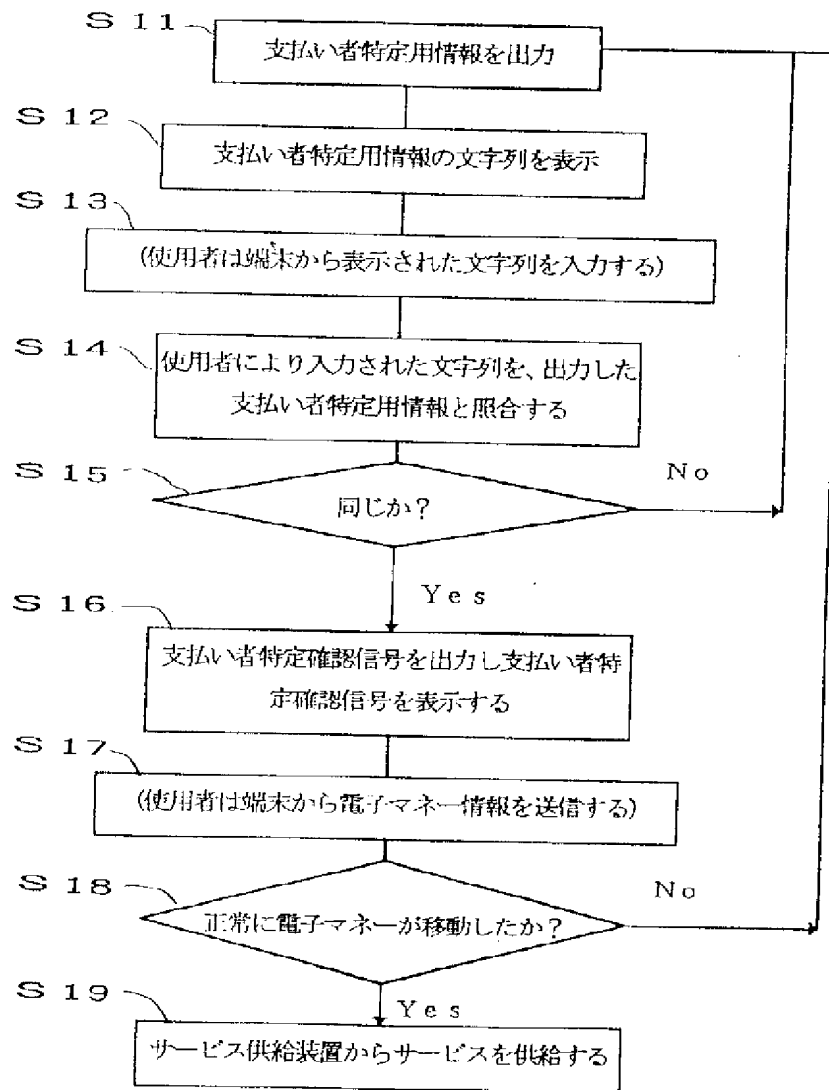 S11
支払い者特定用情報を出力
S12
支払い者特定用情報の文字列を表示
S13
(使用者は端末から表示された文字列を入力する)
S14
使用者により入力された文字列を、出力した
支払い者特定用情報と照合する
S15
同じか?
No
Yes
S16
支払い者特定確認信号を出力し支払い者特
定確認信号を表示する
S17
(使用者は端末から電子マネー情報を送信する)
S18
正常に電子マネーが移動したか?
No
Yes
S19
サービス供給装置からサービスを供給する